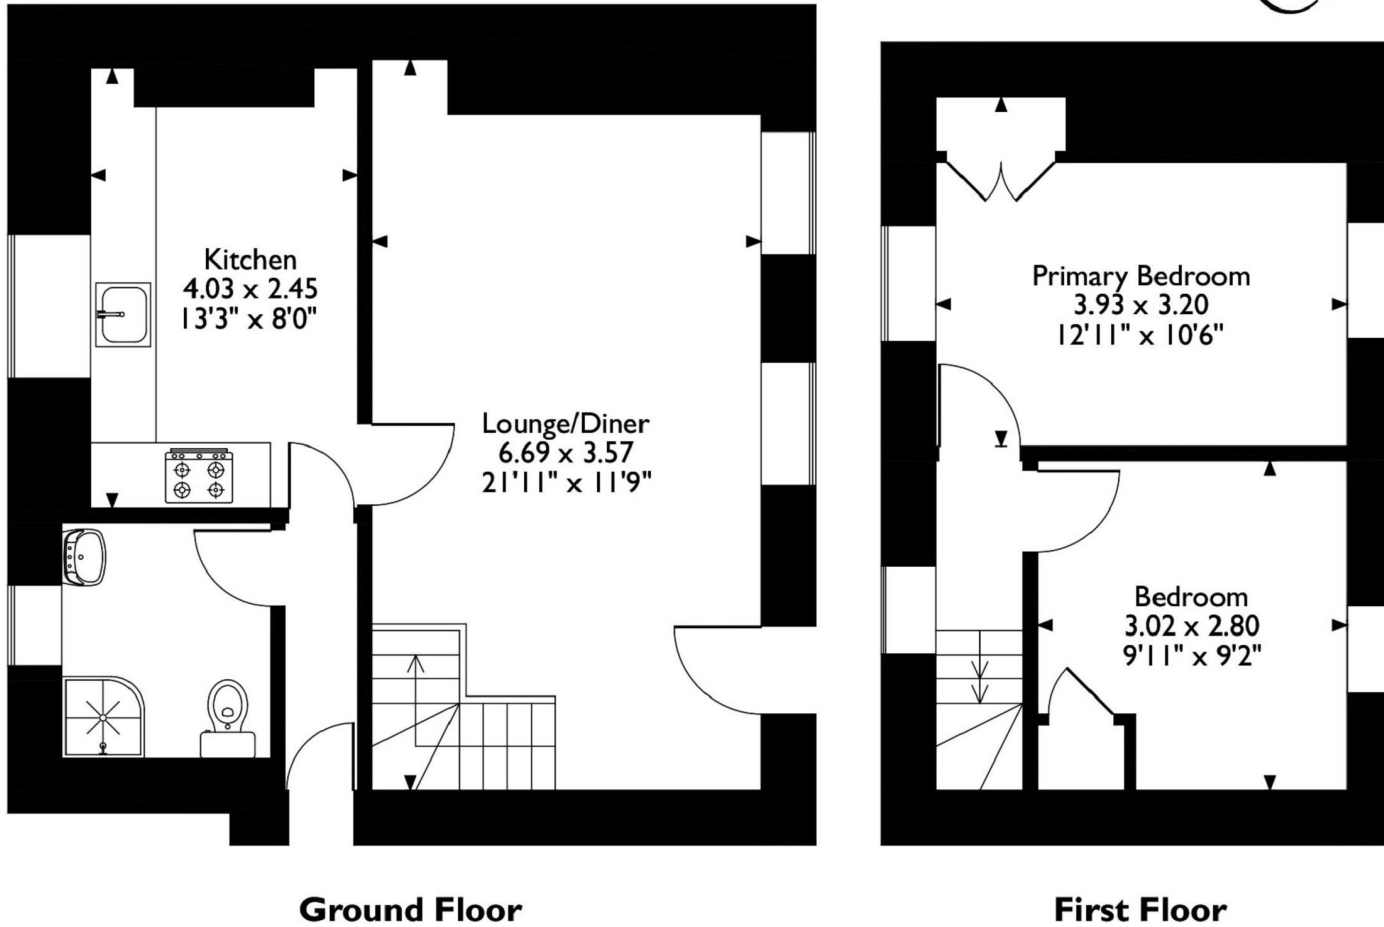 Kitchen
4.03 x 2.45
13'3" x 8'0"
Lounge/Diner
6.69 x 3.57
21'11" x 11'9"
Primary Bedroom
3.93 x 3.20
12'11" x 10'6"
Bedroom
3.02 x 2.80
9'11" x 9'2"
Ground Floor
First Floor